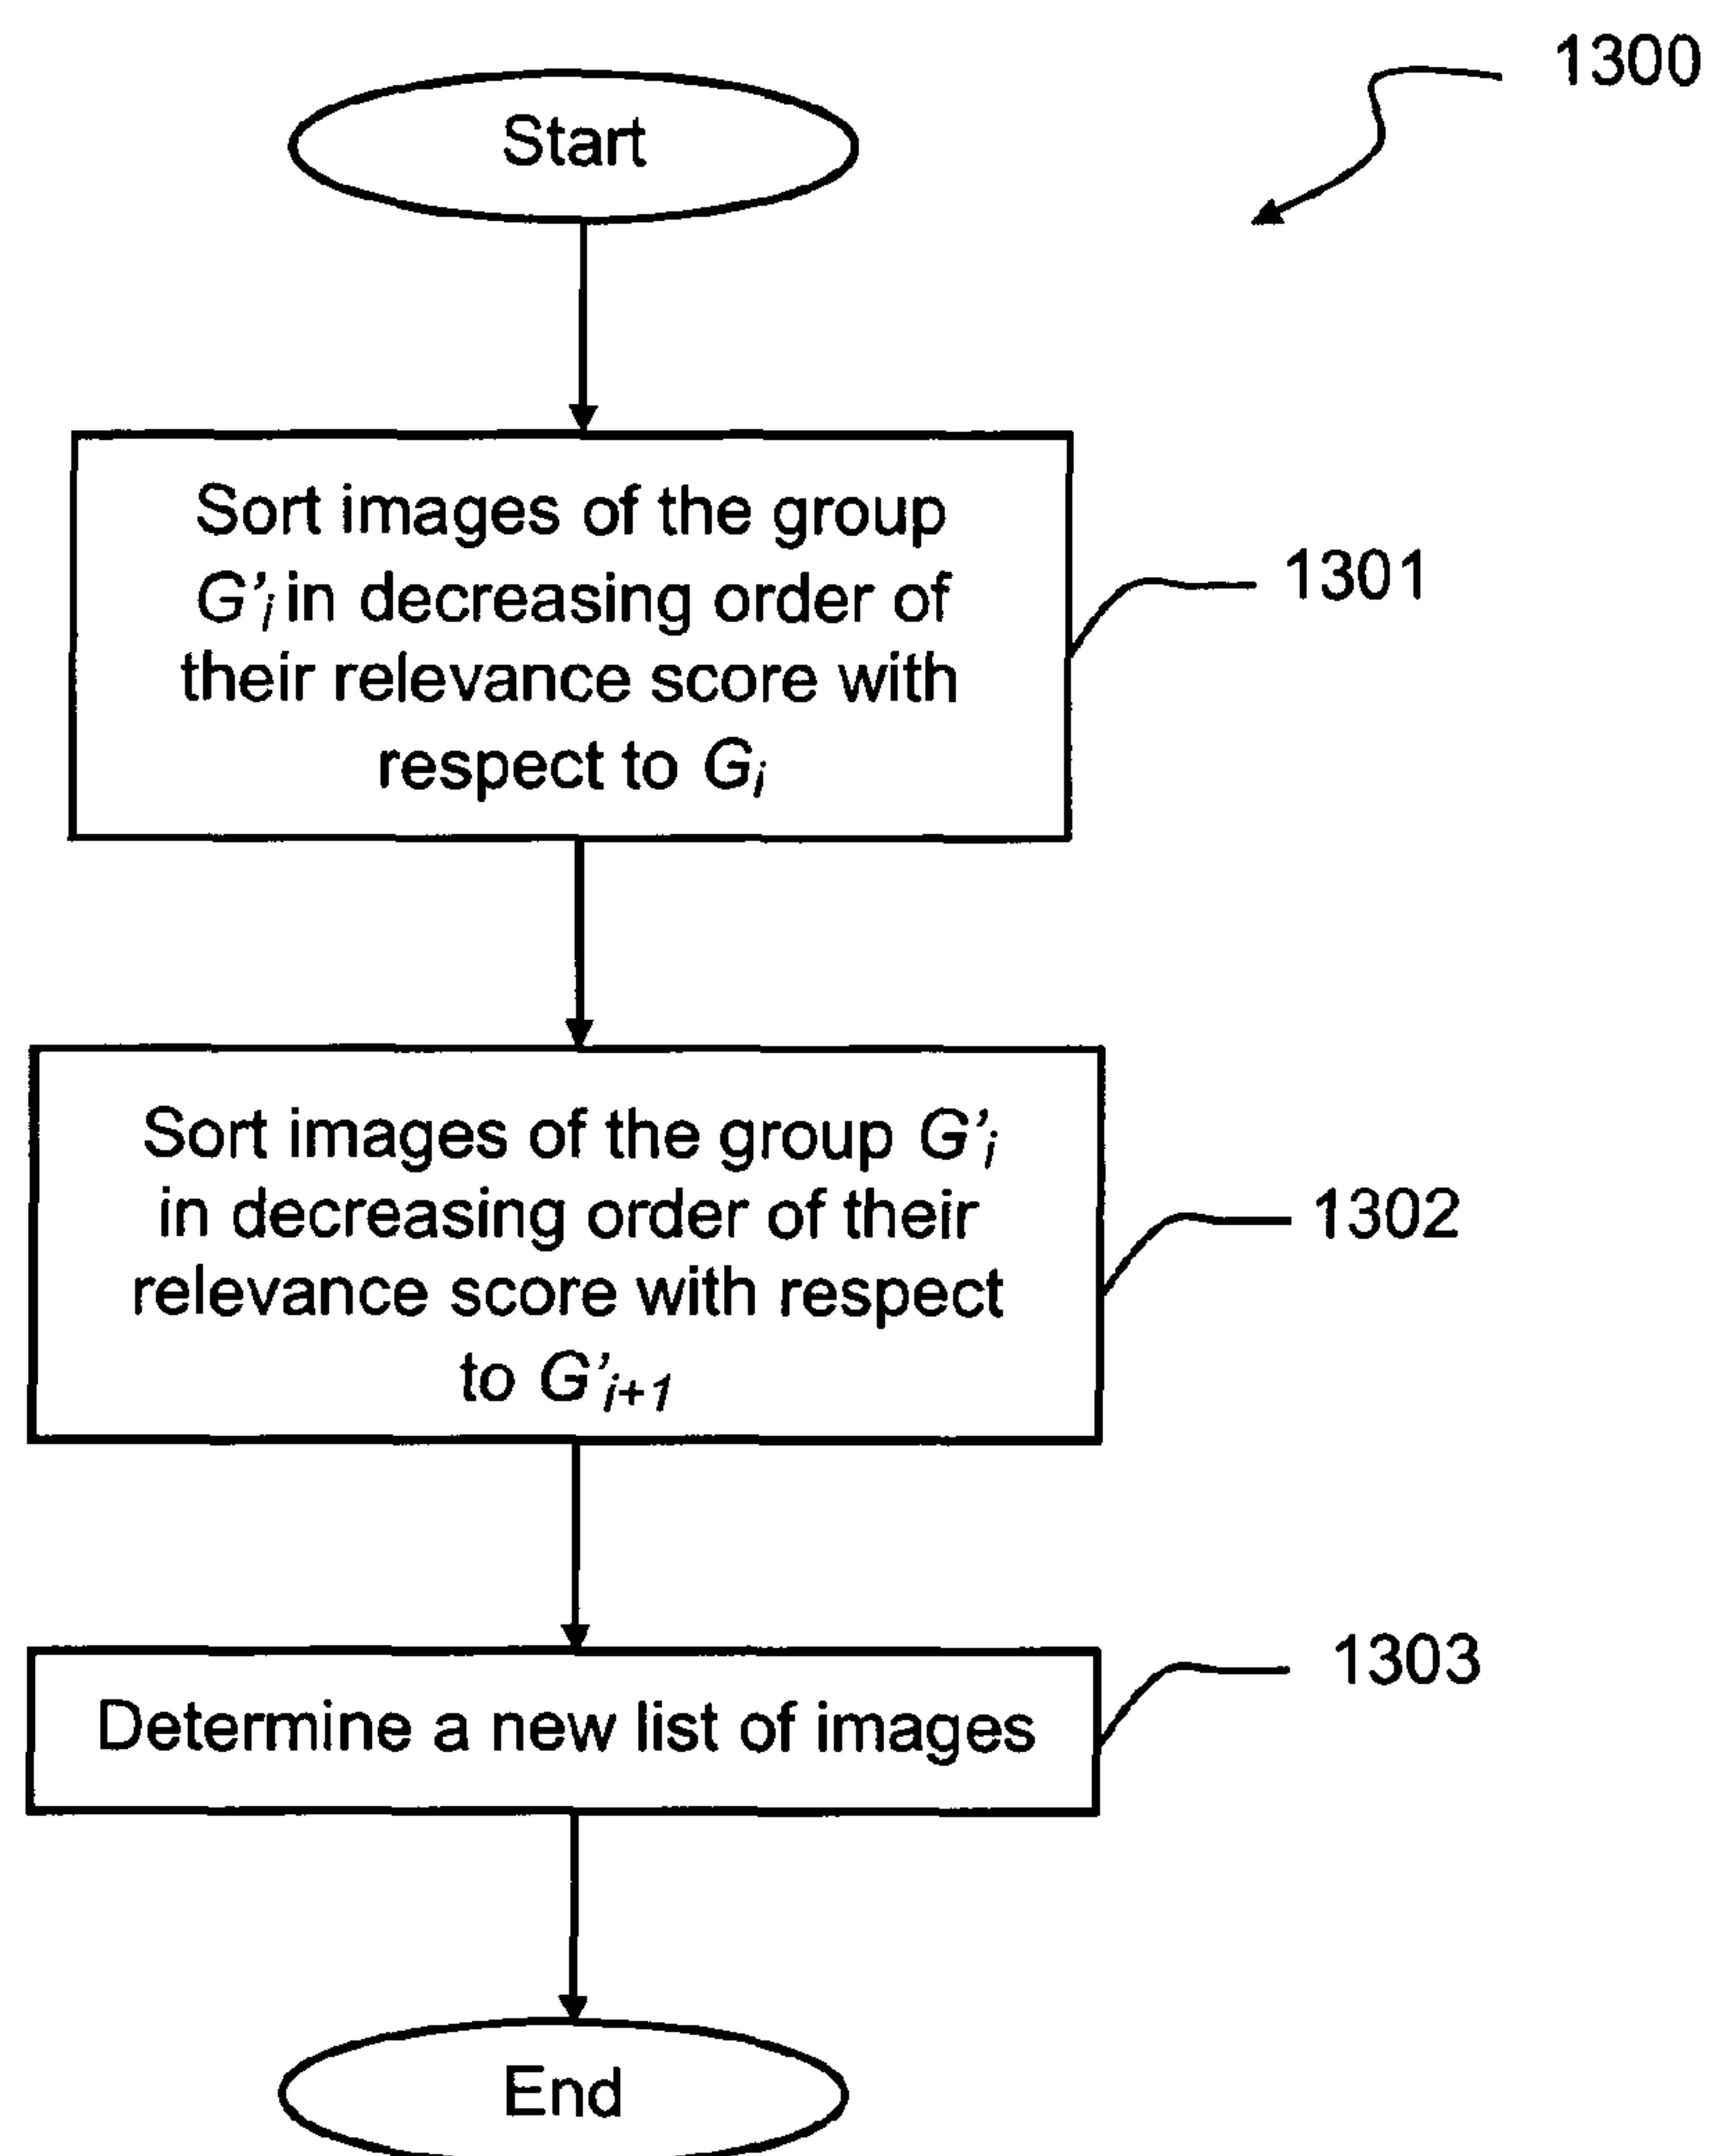 1300
Start
Sort images of the group
G'i in decreasing order of
their relevance score with
respect to Gi
1301
Sort images of the group G'i
in decreasing order of their
relevance score with respect
to G'i+1
1302
Determine a new list of images
1303
End